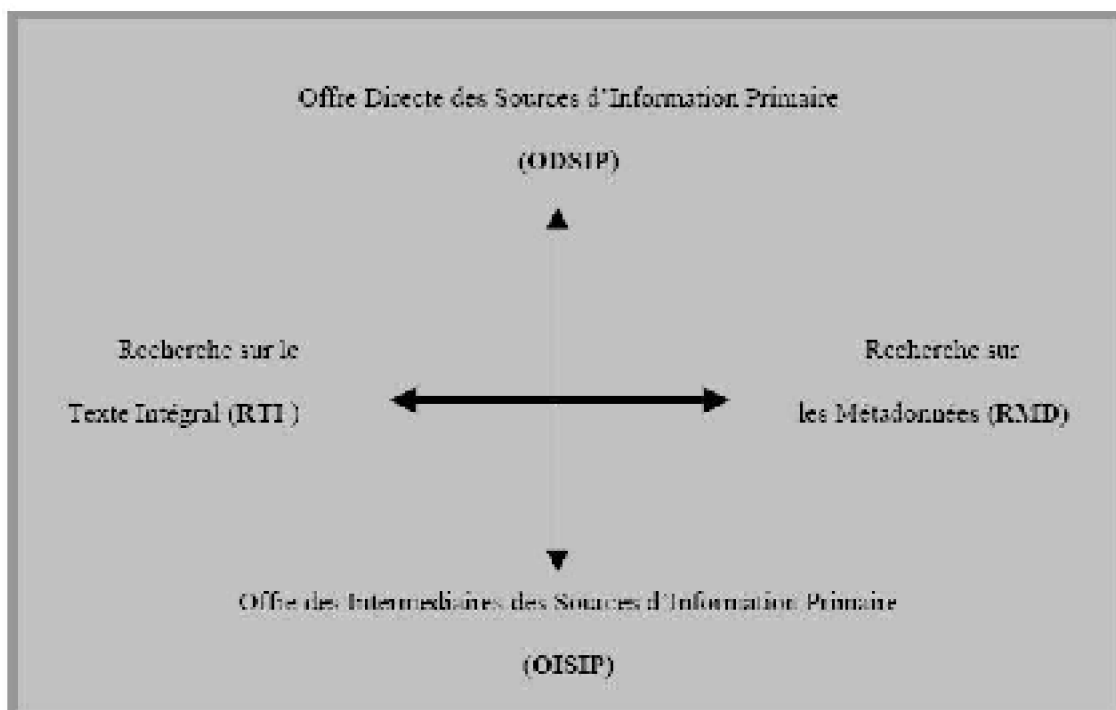 Offre Directe des Sources d'Information Primaire
(ODSIP)
Recherche sur le
Texte Intégral (RTI)
Recherche sur
les Métadonnées (RMD)
Offre des Intermediaires des Sources d'Information Primaire
(OISIP)